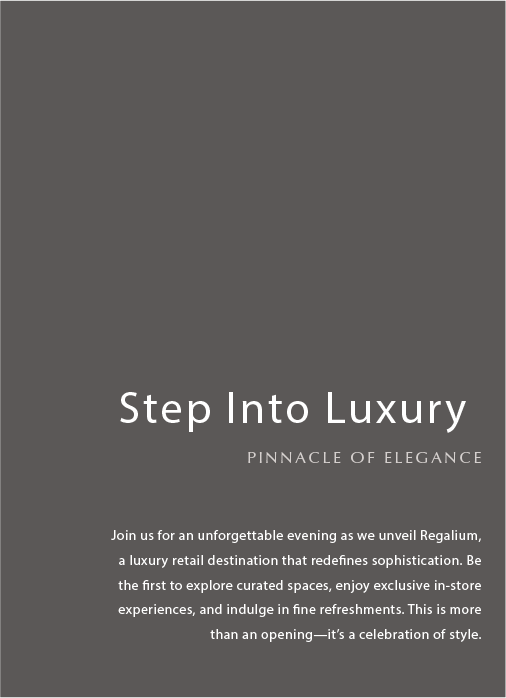 Step Into Luxury
PINNACLE OF ELEGANCE
Join us for an unforgettable evening as we unveil Regalium,
a luxury retail destination that redefines sophistication. Be
the first to explore curated spaces, enjoy exclusive in-store
experiences, and indulge in fine refreshments. This is more
than an opening—it’s a celebration of style.